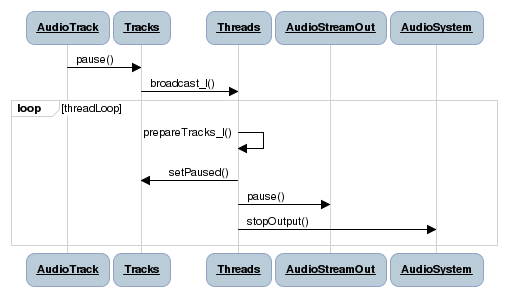 AudioTrack Tracks Threads AudioStreamOut AudioSystem
pause()
broadcast_l()
loop [threadLoop]
prepareTracks_l()
setPaused()
pause()
stopOutput()
AudioTrack Tracks Threads AudioStreamOut AudioSystem